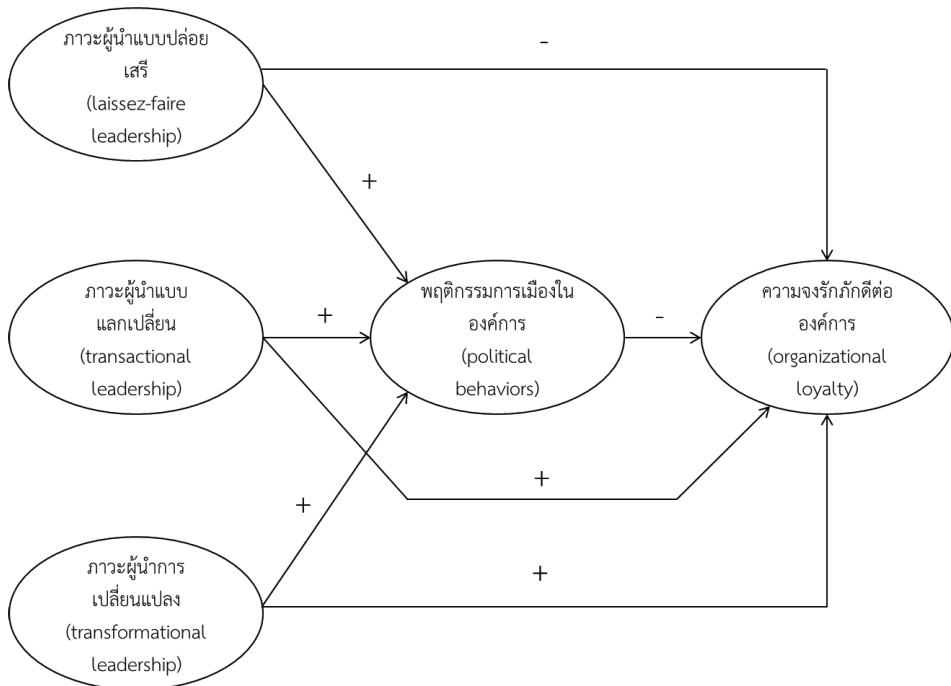 ภาวะผู้นำแบบปล่อย
เสรี
(laissez-faire
leadership)
-
+
ภาวะผู้นำแบบ
แลกเปลี่ยน
(transactional
leadership)
+
พฤติกรรมการเมืองใน
องค์การ
(political
behaviors)
-
ความจงรักภักดีต่อ
องค์การ
(organizational
loyalty)
+
+
ภาวะผู้นำการ
เปลี่ยนแปลง
(transformational
leadership)
+